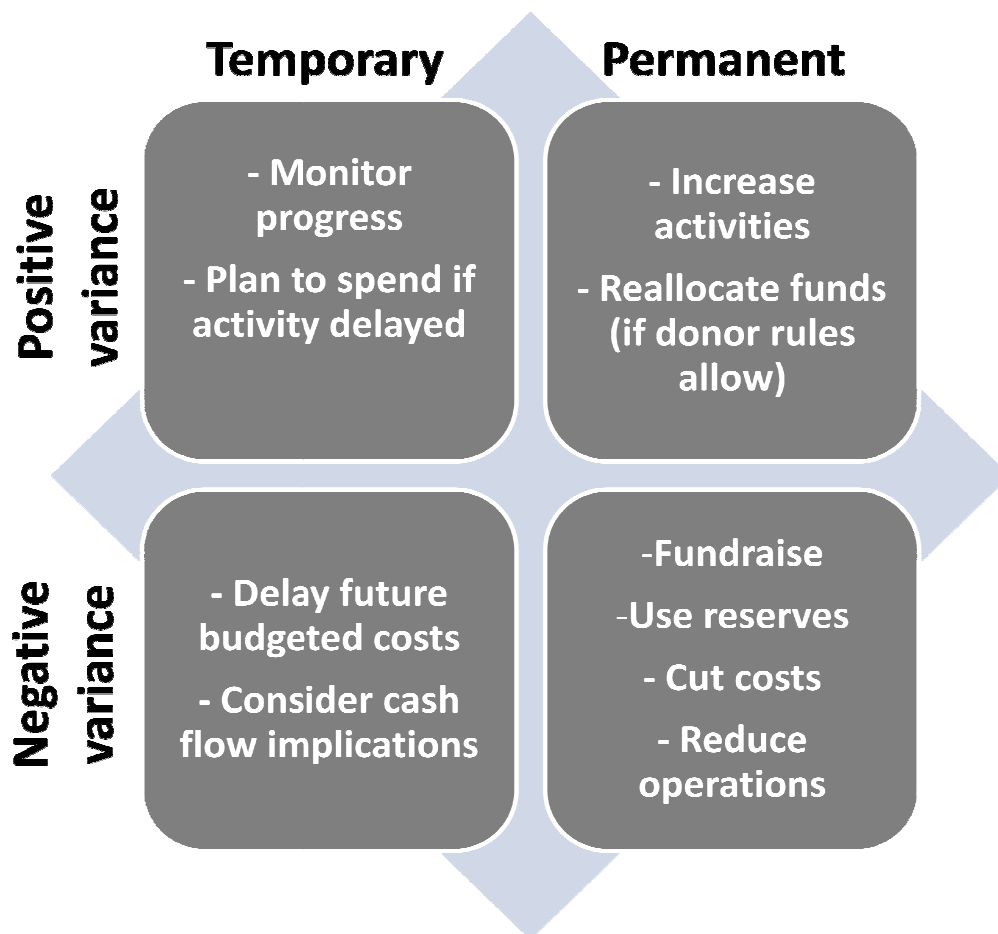 Temporary
Permanent
Positive
variance
- Monitor
progress
- Plan to spend if
activity delayed
- Increase
activities
- Reallocate funds
(if donor rules
allow)
Negative
variance
- Delay future
budgeted costs
- Consider cash
flow implications
-Fundraise
-Use reserves
- Cut costs
- Reduce
operations